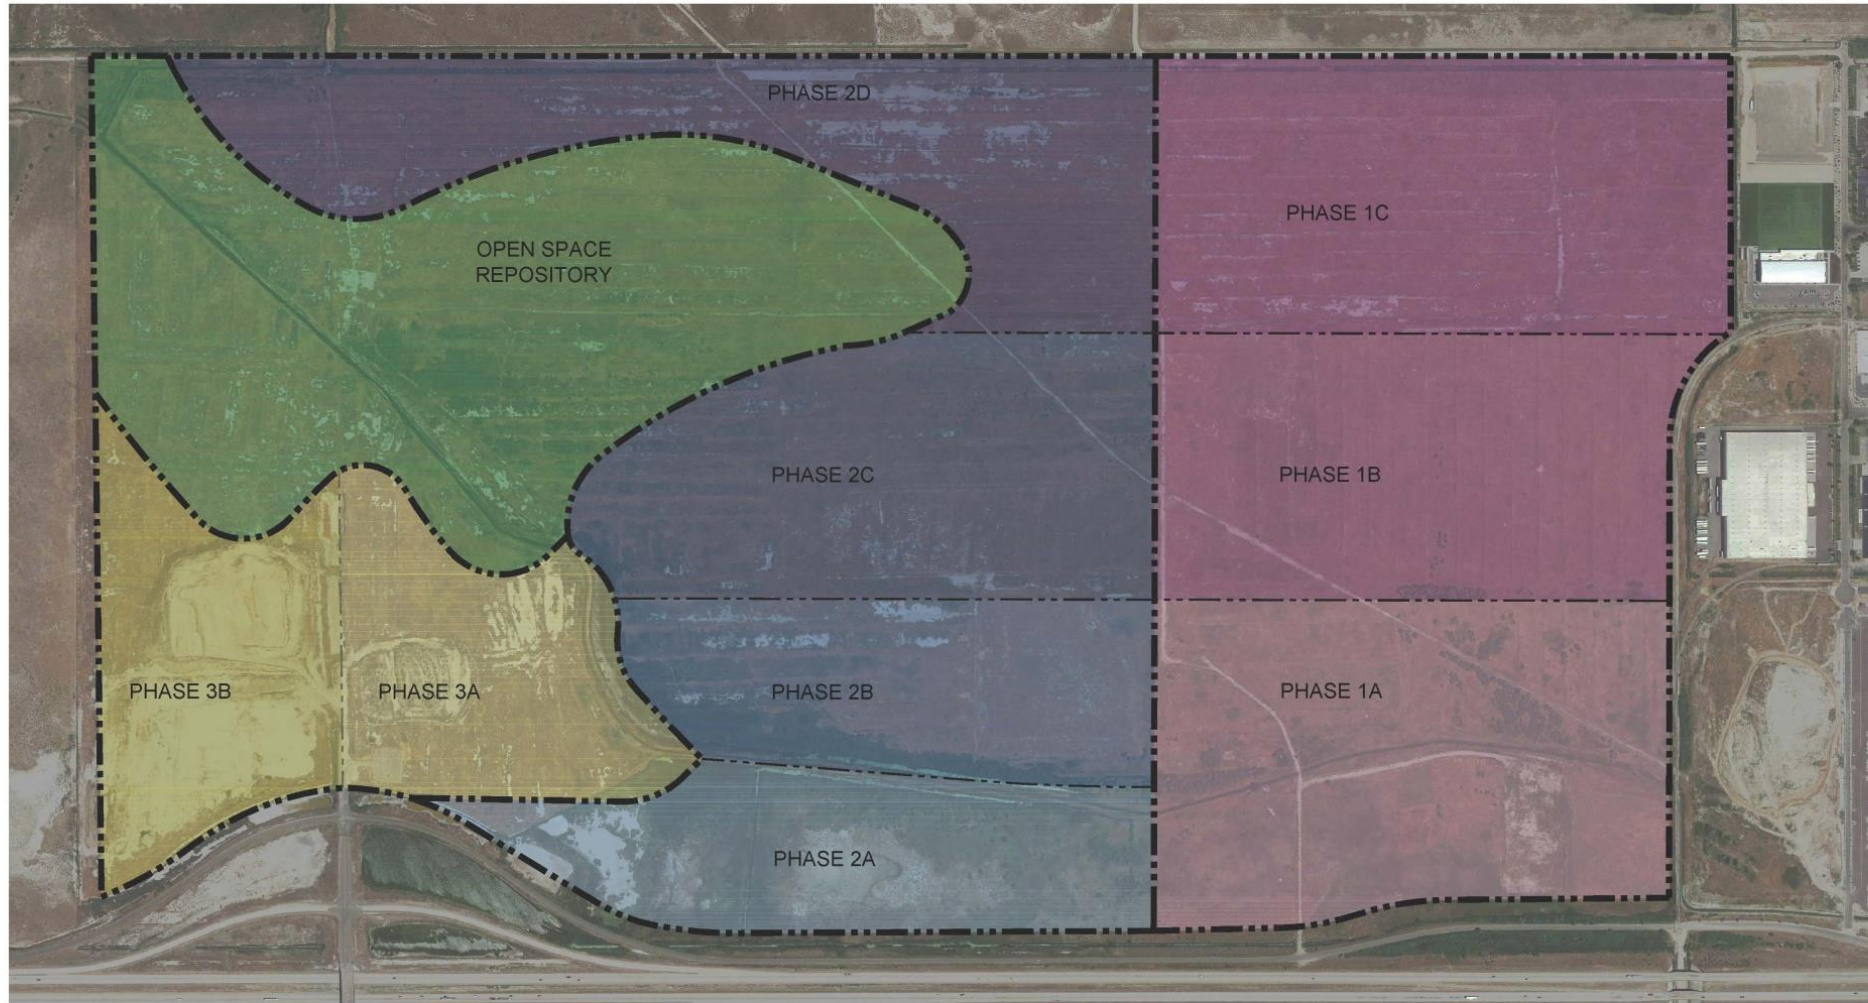 PHASE 2D
PHASE 1C
OPEN SPACE
REPOSITORY
PHASE 2C
PHASE 1B
PHASE 3B
PHASE 3A
PHASE 2B
PHASE 1A
PHASE 2A